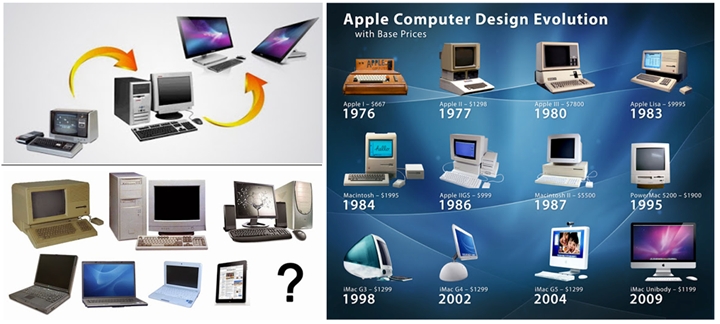 ?
Apple Computer Design Evolution
with Base Prices
Apple I – $667
1976
Apple II – $1298
1977
Apple III – $7800
1980
Apple Lisa – $9995
1983
Macintosh – $1995
1984
Apple IIGS – $999
1986
Macintosh II – $5500
1987
PowerMac 5200 – $1900
1995
iMac G3 – $1299
1998
iMac G4 – $1299
2002
iMac G5 – $1299
2004
iMac Unibody – $1199
2009